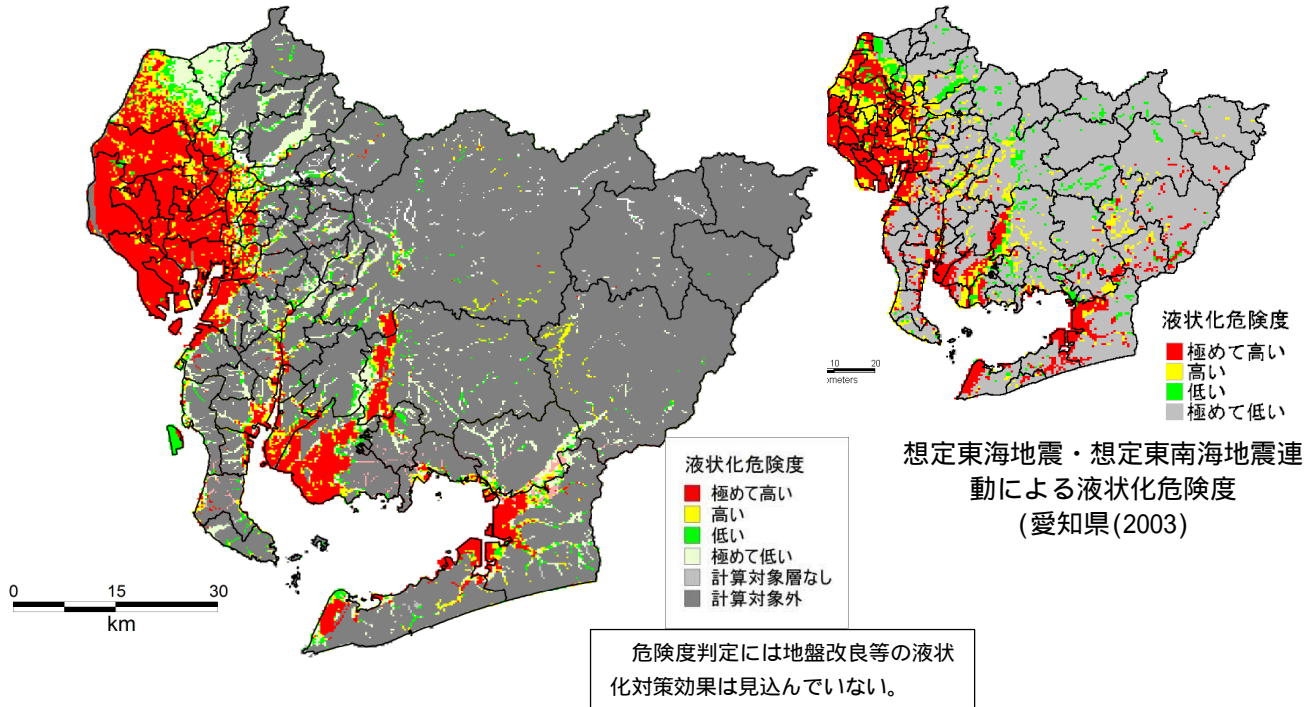 0
15
30
km
液状化危険度
極めて高い
高い
低い
極めて低い
計算対象層なし
計算対象外
危険度判定には地盤改良等の液状
化対策効果は見込んでいない。
10
20
ometers
液状化危険度
極めて高い
高い
低い
極めて低い
想定東海地震・想定東南海地震連
動による液状化危険度
(愛知県(2003)